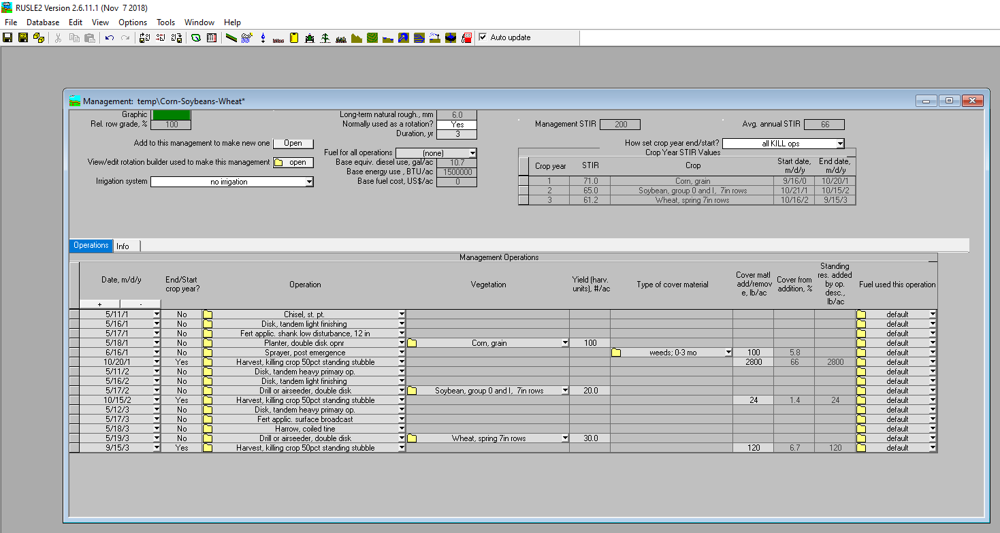 RUSLE2 Version 2.6.11.1 (Nov  7 2018)
File Database Edit View Options Tools Window Help
Auto update
Management:  temp\Corn-Soybeans-Wheat*
Graphic
Rel. row grade, % 100
Add to this management to make new one Open
View/edit rotation builder used to make this management open
Irrigation system no irrigation
Long-term natural rough., mm 6.0
Normally used as a rotation? Yes
Duration, yr 3
Fuel for all operations (none)
Base equiv. diesel use, gal/ac 10.7
Base energy use , BTU/ac 1500000
Base fuel cost, US$/ac 0
Management STIR 200 Avg. annual STIR 66
How set crop year end/start? all KILL ops
Crop Year STIR Values
Crop year STIR Crop Start date, m/d/y End date, m/d/y
1 71.0 Corn, grain 9/16/0 10/20/1
2 65.0 Soybean, group 0 and I,  7in rows 10/21/1 10/15/2
3 61.2 Wheat, spring 7in rows 10/16/2 9/15/3
Operations Info
Management Operations
Date, m/d/y End/Start crop year? Operation Vegetation Yield (harv. units), #/ac Type of cover material Cover matl add/remove, lb/ac Cover from addition, % Standing res. added by op. desc., lb/ac Fuel used this operation
+ -
5/11/1 No Chisel, st. pt. default
5/16/1 No Disk, tandem light finishing default
5/17/1 No Fert applic. shank low disturbance, 12 in default
5/18/1 No Planter, double disk opnr Corn, grain 100 default
6/16/1 No Sprayer, post emergence weeds; 0-3 mo 100 5.8 default
10/20/1 Yes Harvest, killing crop 50pct standing stubble 2800 66 2800 default
5/11/2 No Disk, tandem heavy primary op. default
5/16/2 No Disk, tandem light finishing default
5/17/2 No Drill or airseeder, double disk Soybean, group 0 and I,  7in rows 20.0 default
10/15/2 Yes Harvest, killing crop 50pct standing stubble 24 1.4 24 default
5/12/3 No Disk, tandem heavy primary op. default
5/17/3 No Fert applic. surface broadcast default
5/18/3 No Harrow, coiled tine default
5/19/3 No Drill or airseeder, double disk Wheat, spring 7in rows 30.0 default
9/15/3 Yes Harvest, killing crop 50pct standing stubble 120 6.7 120 default